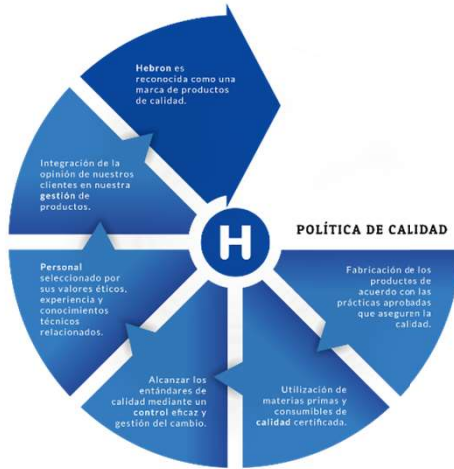 POLÍTICA DE CALIDAD
Fabricación de los
productos de
acuerdo con las
prácticas aprobadas
que aseguren la
calidad.
Utilización de
materias primas y
consumibles de
calidad certificada.
Alcanzar los
estándares de
calidad mediante un
control eficaz y
gestión del cambio.
Personal
seleccionado por
sus valores éticos,
experiencia y
conocimientos
técnicos
relacionados.
Integración de la
opinión de nuestros
clientes en nuestra
gestión de
productos.
Hebron es
reconocida como una
marca de productos
de calidad.
H